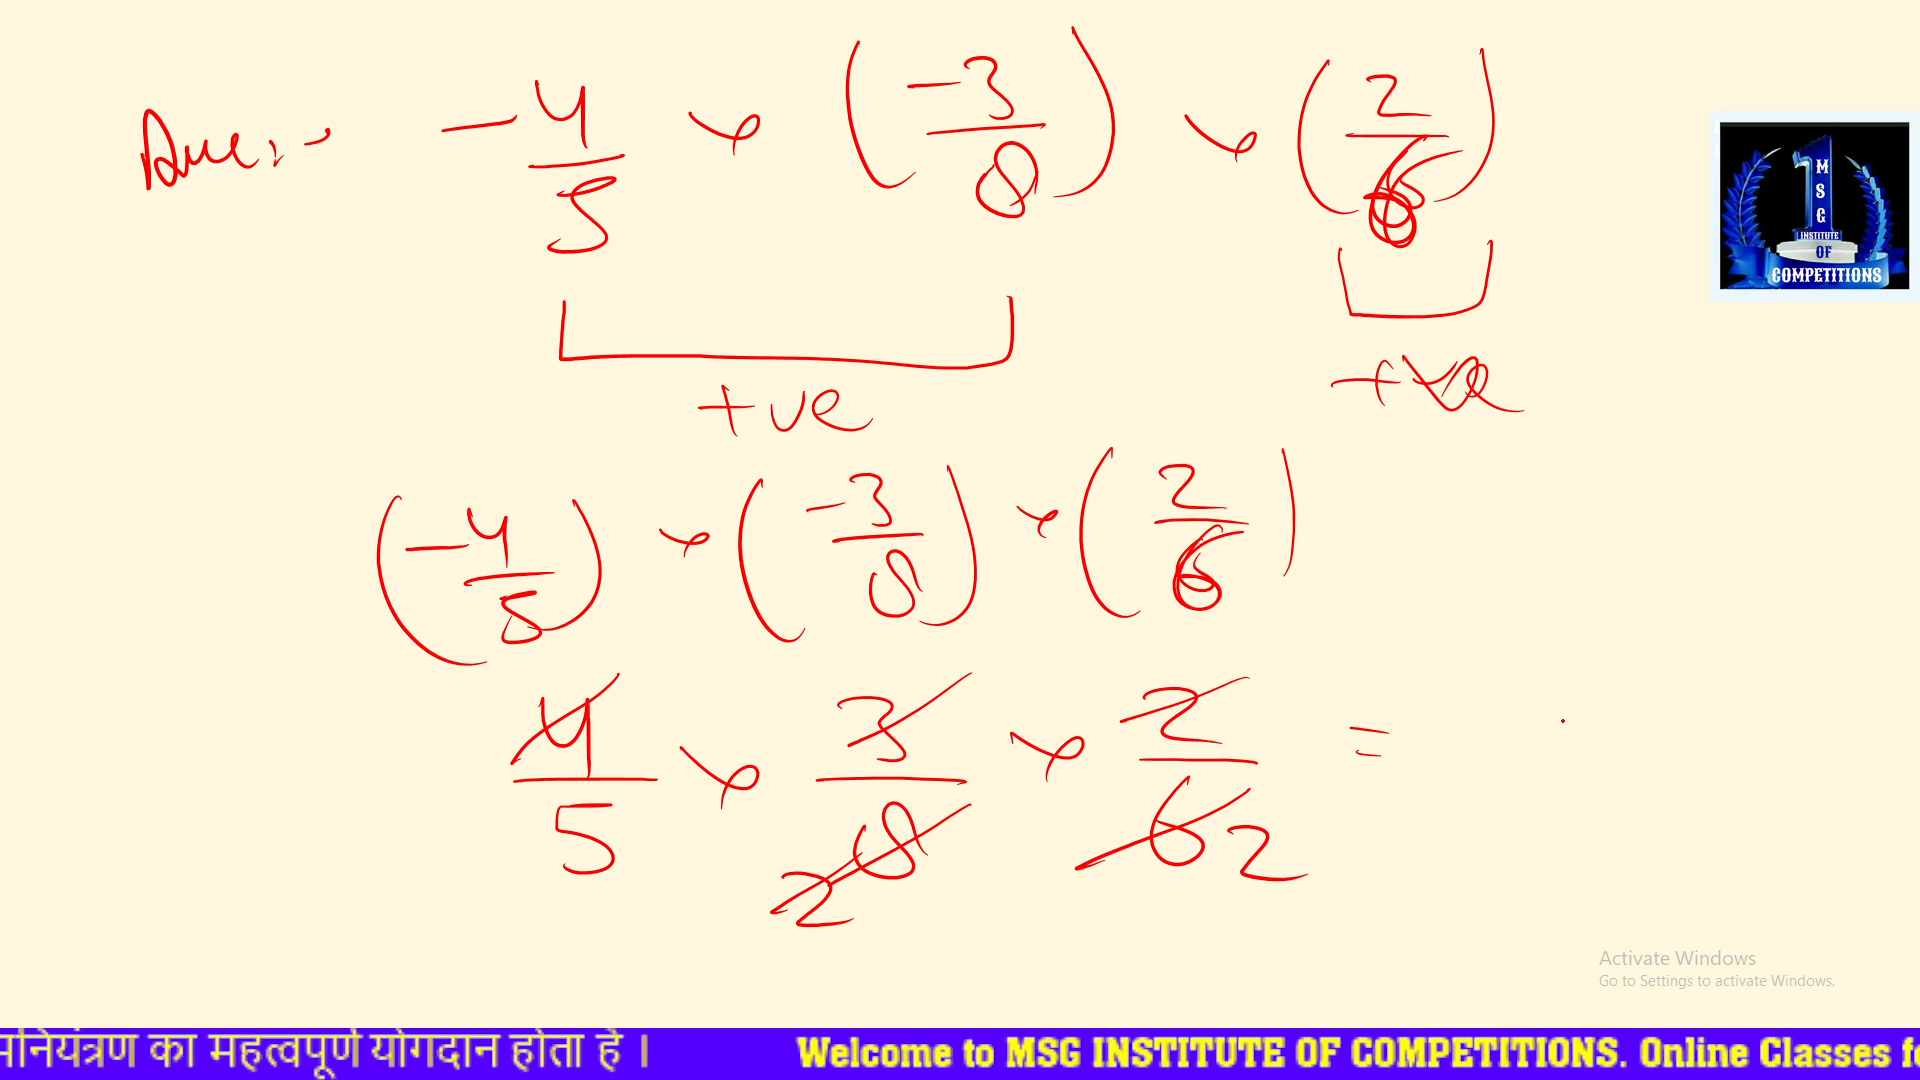 Que:-
-4/5 × (-3/8) × (2/6)
+ve +ve
(-4/5) × (-3/8) × (2/6)
4/5 × 3/8 × 2/6 =
2 2
MSG
INSTITUTE
OF
COMPETITIONS
Activate Windows
Go to Settings to activate Windows.
नियंत्रण का महत्वपूर्ण योगदान होता है । Welcome to MSG INSTITUTE OF COMPETITIONS. Online Classes